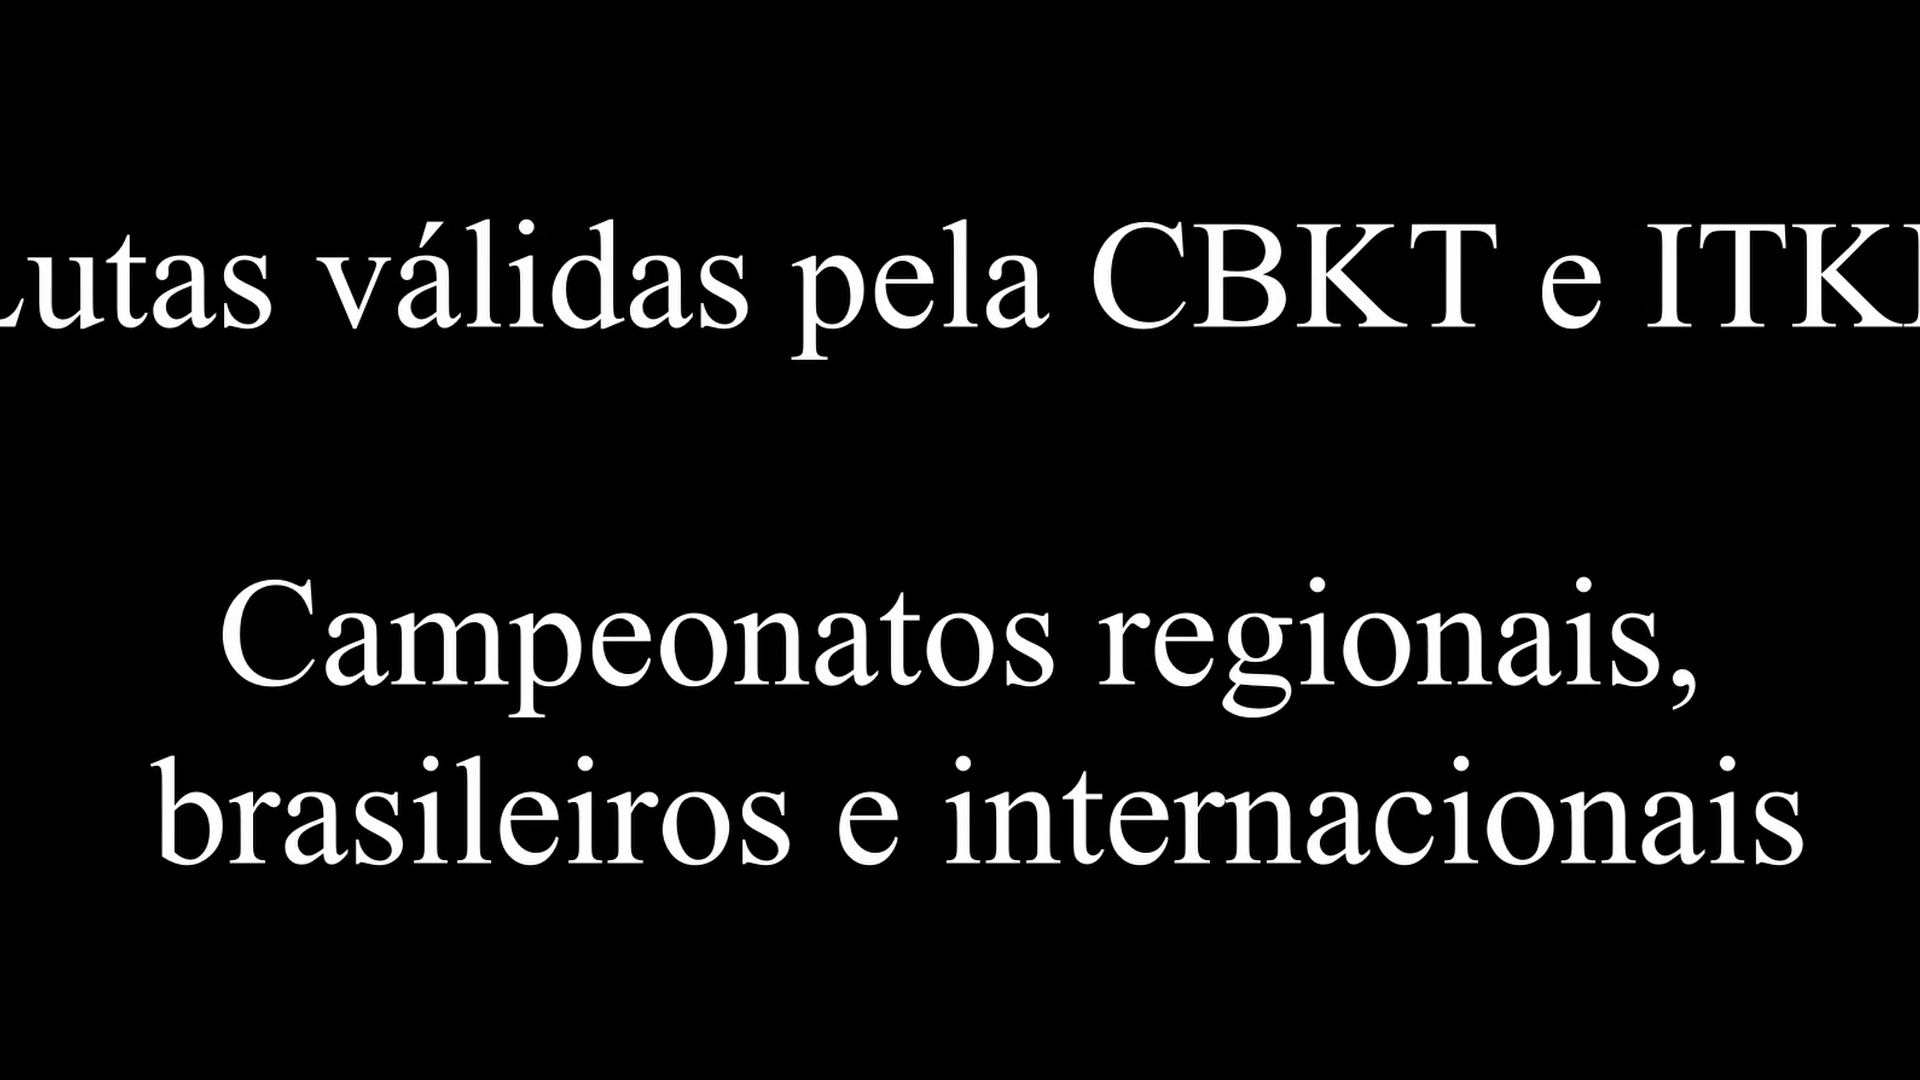 Lutas válidas pela CBKT e
Campeonatos regionais,
brasileiros e internacionais